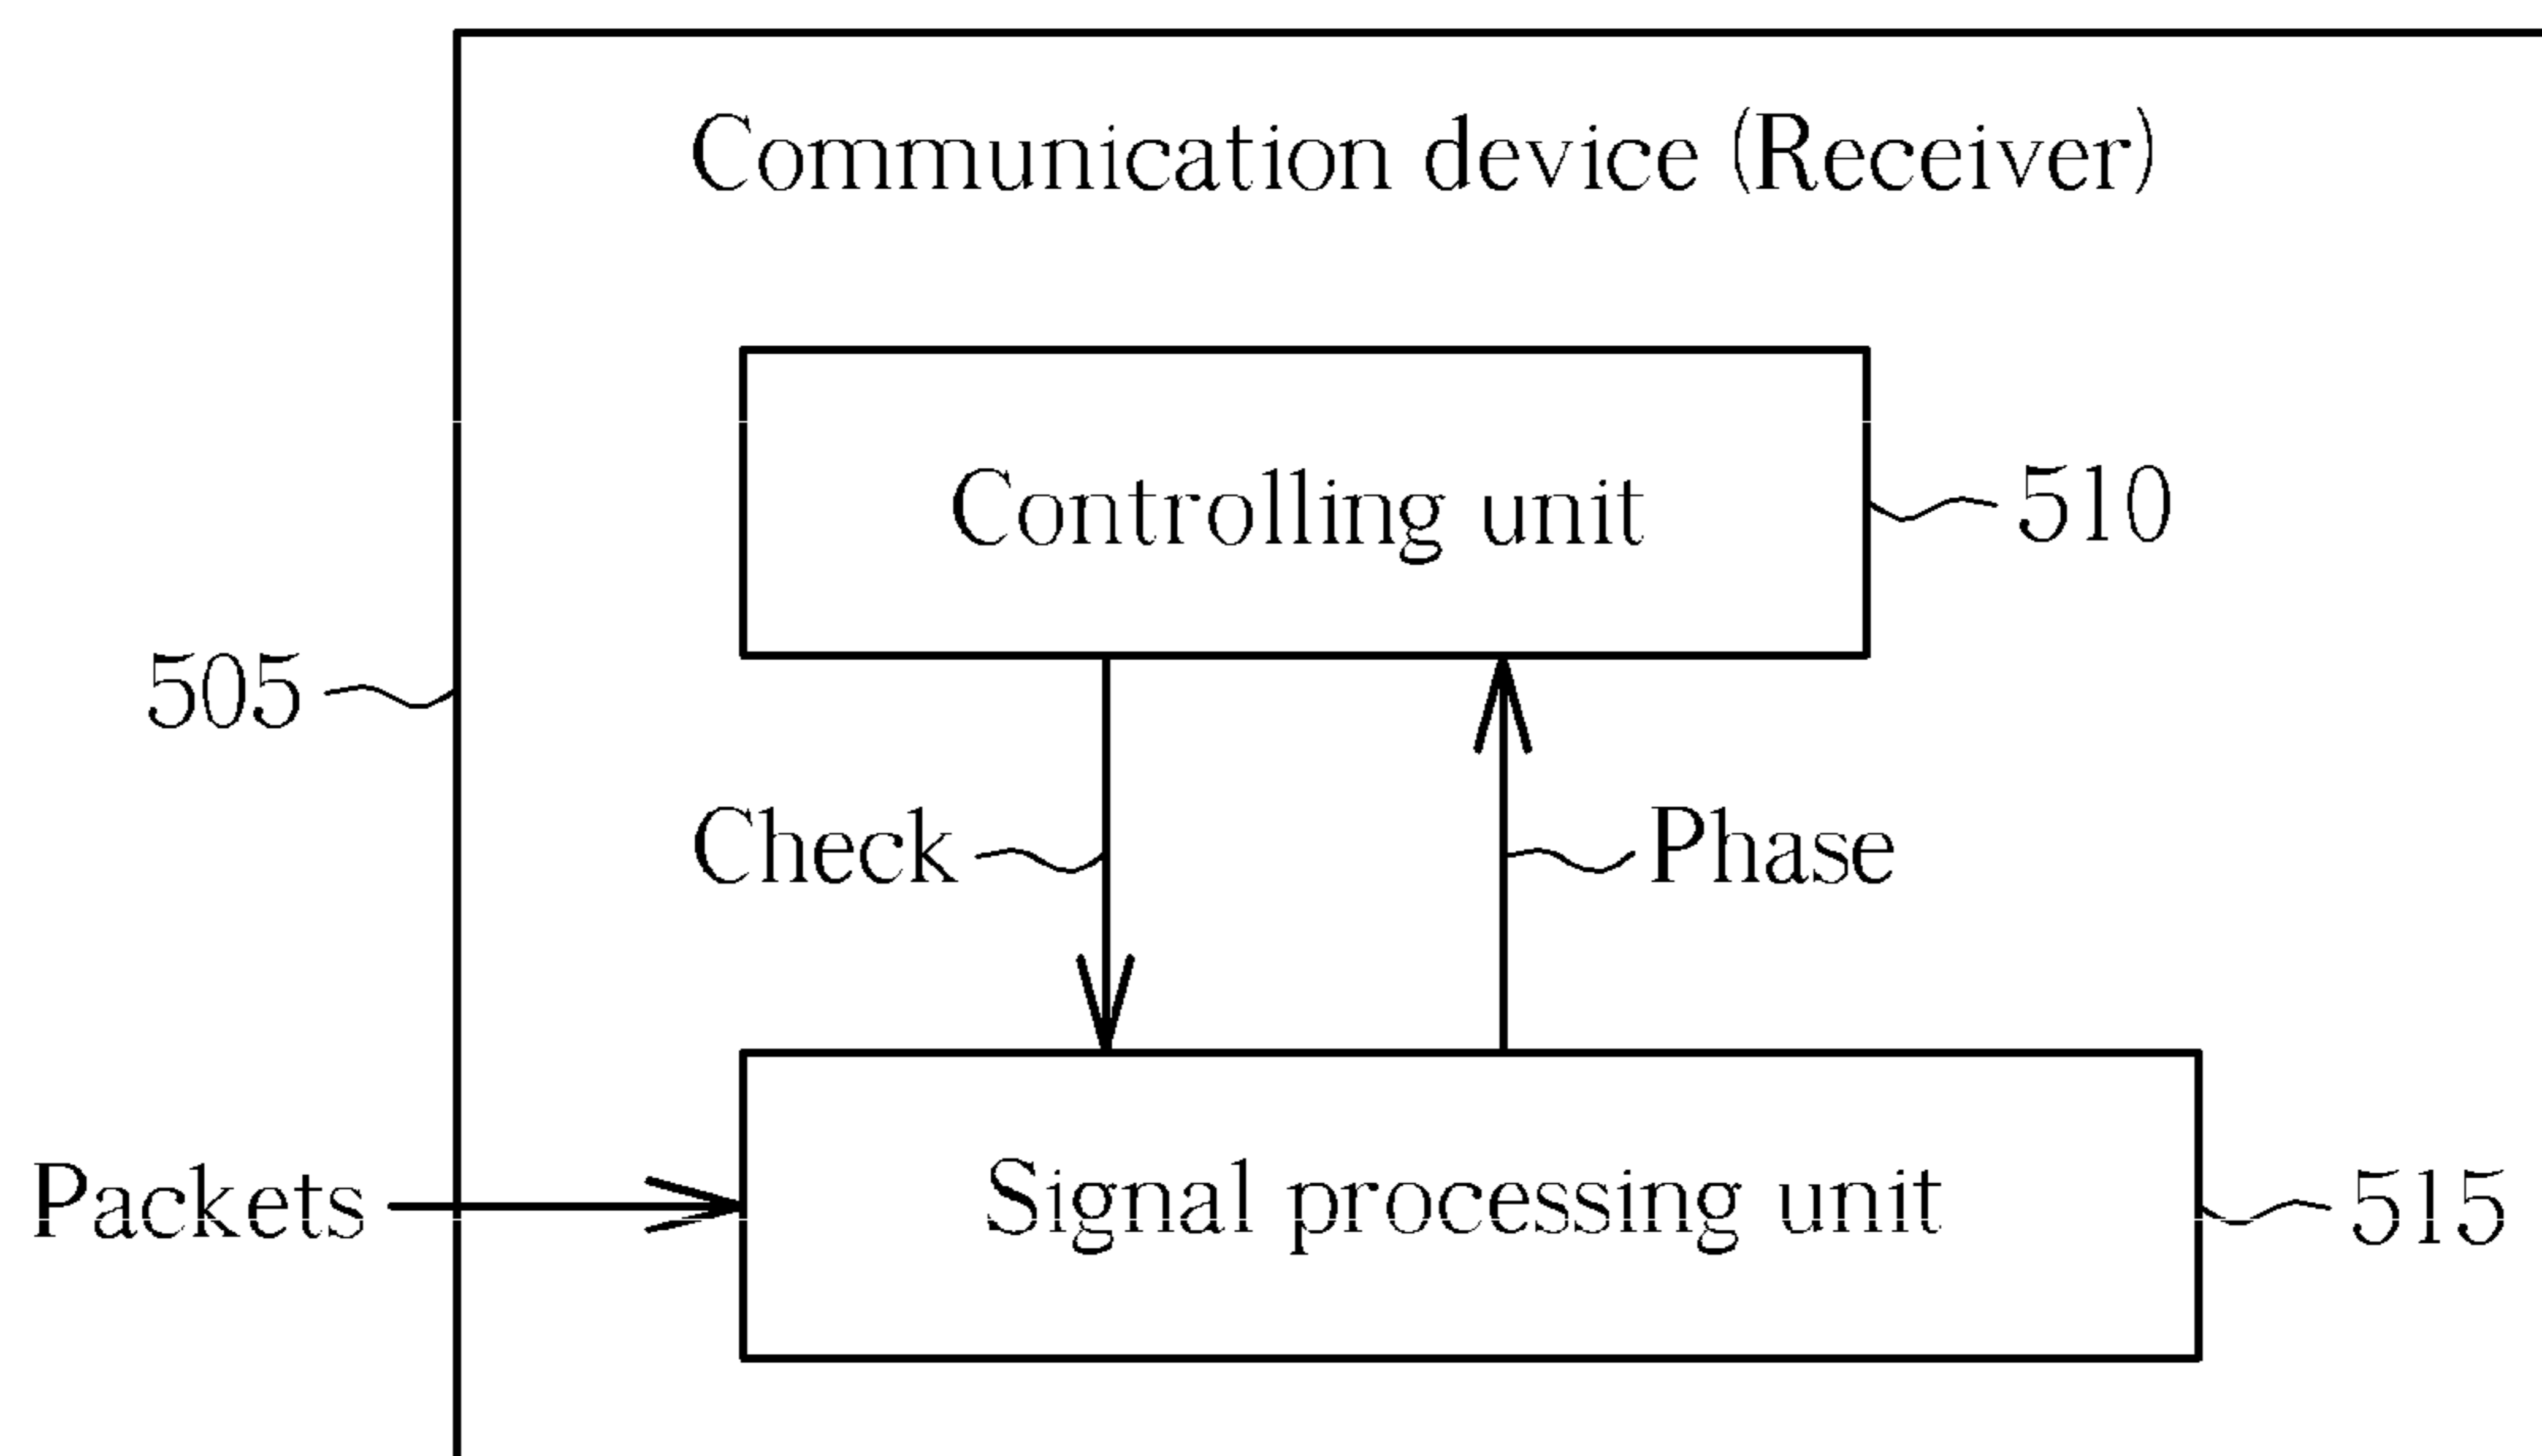 Communication device (Receiver)
Controlling unit
510
505
Check
Phase
Packets
Signal processing unit
515